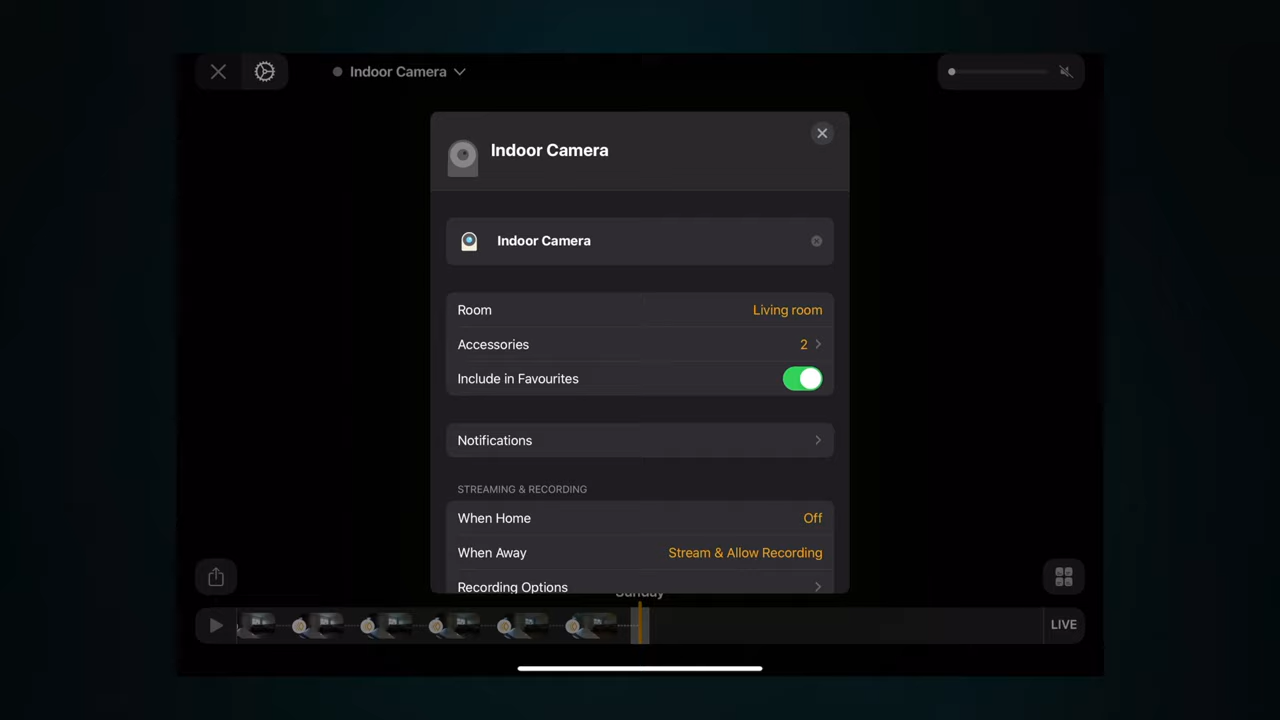 Indoor Camera
Indoor Camera
Indoor Camera
Room
Living room
Accessories
2
Include in Favourites
Notifications
STREAMING & RECORDING
When Home
Off
When Away
Stream & Allow Recording
Recording Options
Sunday
LIVE